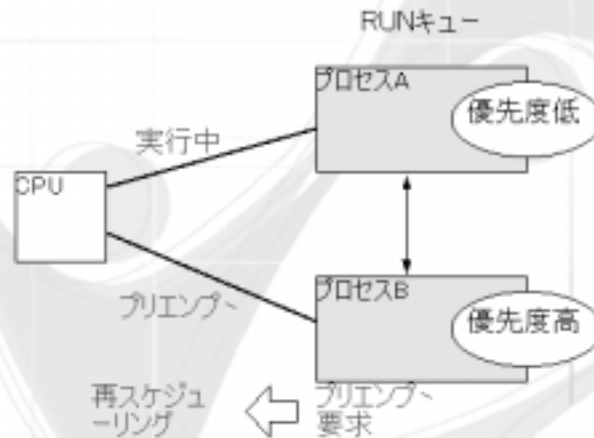 RUNキュー
プロセスA
優先度低
実行中
CPU
プロセスB
優先度高
プリエンプ
再スケジュ
ーリング
プリエンプ
要求